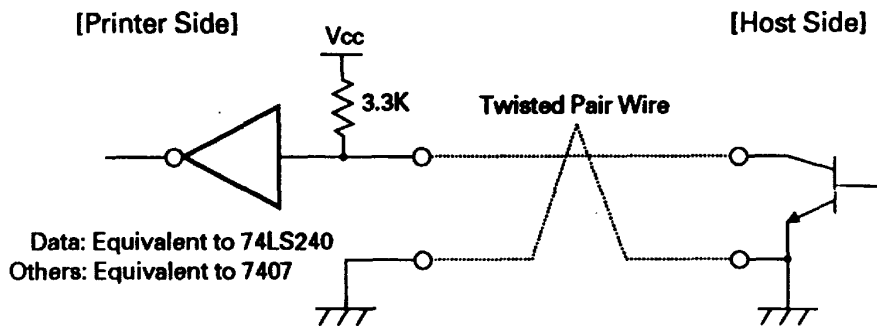 [Printer Side]
[Host Side]
Vcc
3.3K
Twisted Pair Wire
Data: Equivalent to 74LS240
Others: Equivalent to 7407